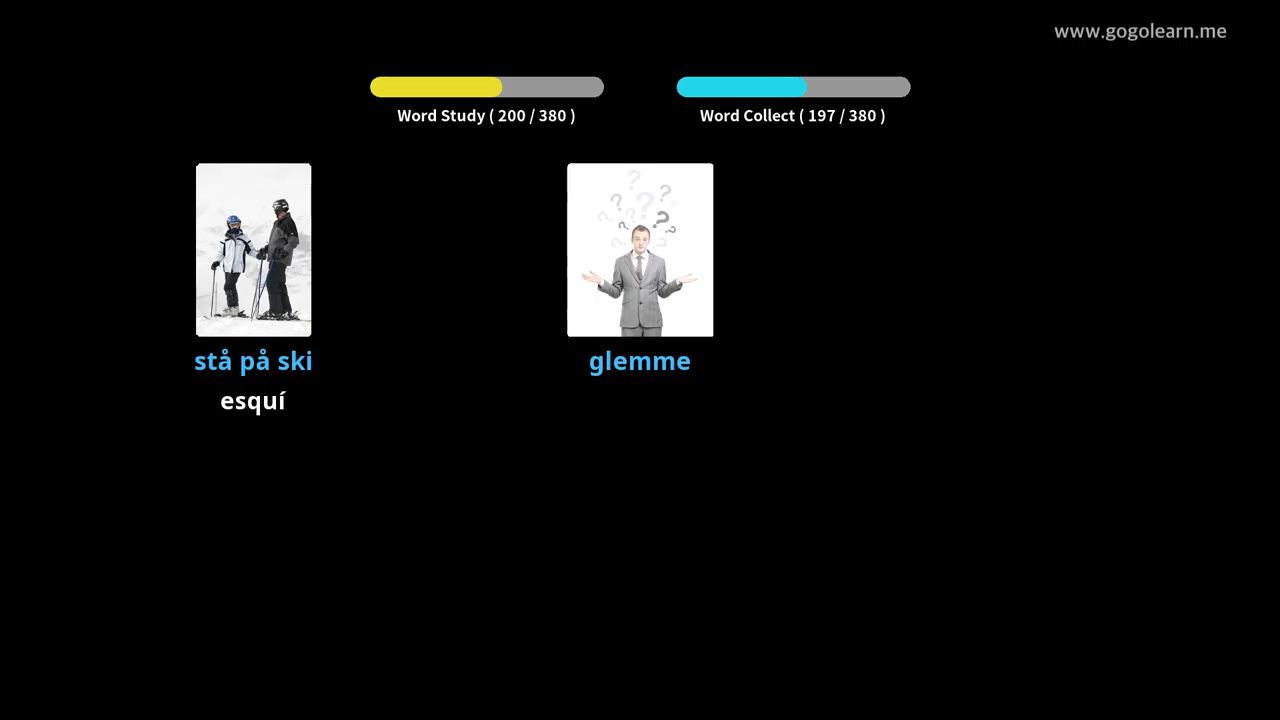 www.gogolearn.me
Word Study ( 200 / 380 )
Word Collect ( 197 / 380 )
stå på ski
esquí
glemme